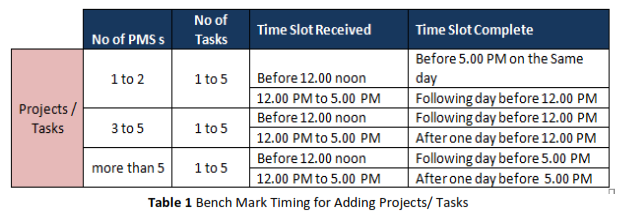 No of PMS s No of Tasks Time Slot Received Time Slot Complete
Projects / Tasks
1 to 2 1 to 5 Before 12.00 noon Before 5.00 PM on the Same day
12.00 PM to 5.00 PM Following day before 12.00 PM
3 to 5 1 to 5 Before 12.00 noon Following day before 12.00 PM
12.00 PM to 5.00 PM After one day before 12.00 PM
more than 5 1 to 5 Before 12.00 noon Following day before 5.00 PM
12.00 PM to 5.00 PM After one day before 5.00 PM
Table 1 Bench Mark Timing for Adding Projects/ Tasks